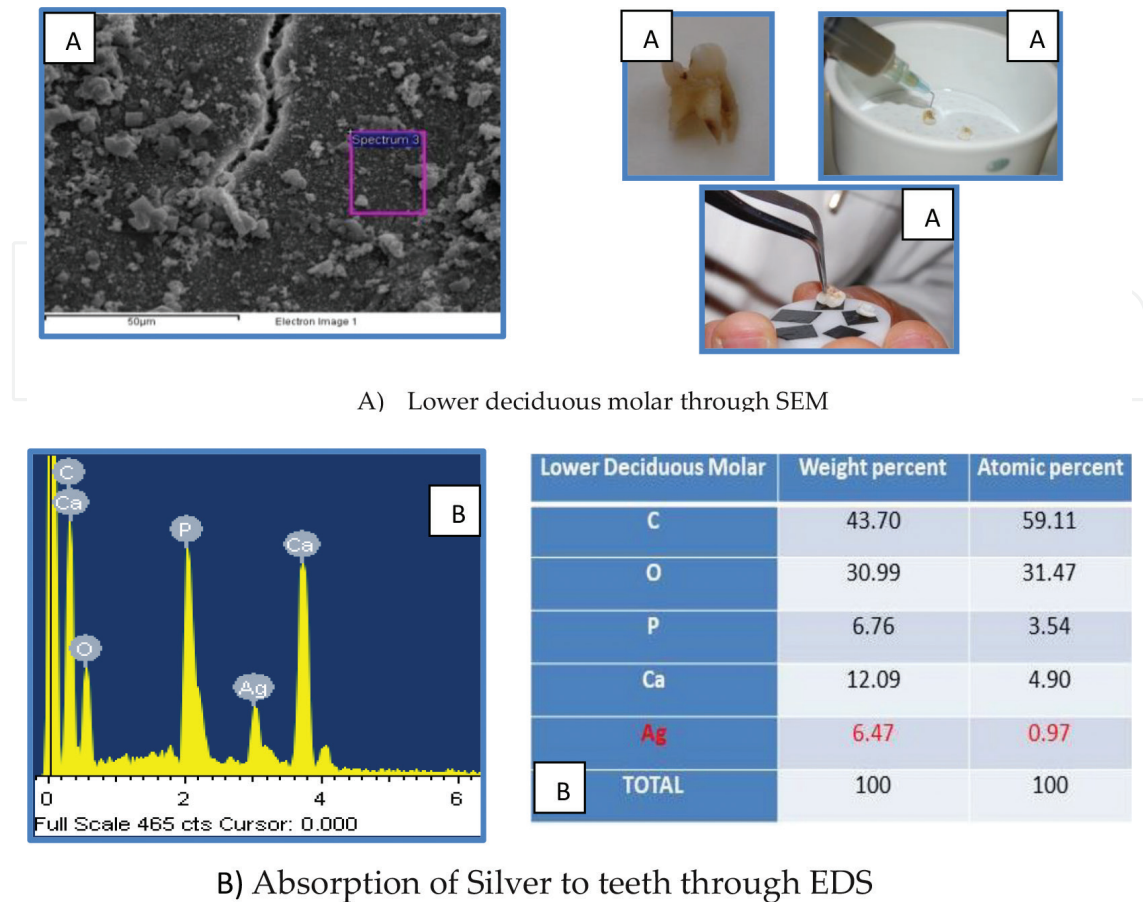 A
Spectrum 3
50µm Electron Image 1
A
A
A
A) Lower deciduous molar through SEM
B
C
Ca
O
P
Ag
Ca
0 2 4 6
Full Scale 465 cts Cursor: 0.000
Lower Deciduous Molar Weight percent Atomic percent
C 43.70 59.11
O 30.99 31.47
P 6.76 3.54
Ca 12.09 4.90
Ag 6.47 0.97
B TOTAL 100 100
B) Absorption of Silver to teeth through EDS